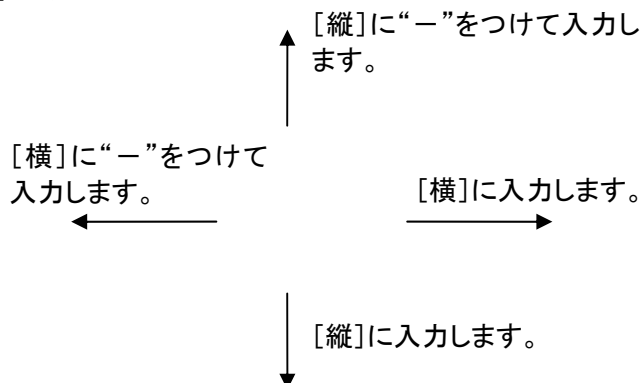 ［縦］に“－”をつけて入力し
ます。
［横］に“－”をつけて
入力します。
［横］に入力します。
［縦］に入力します。